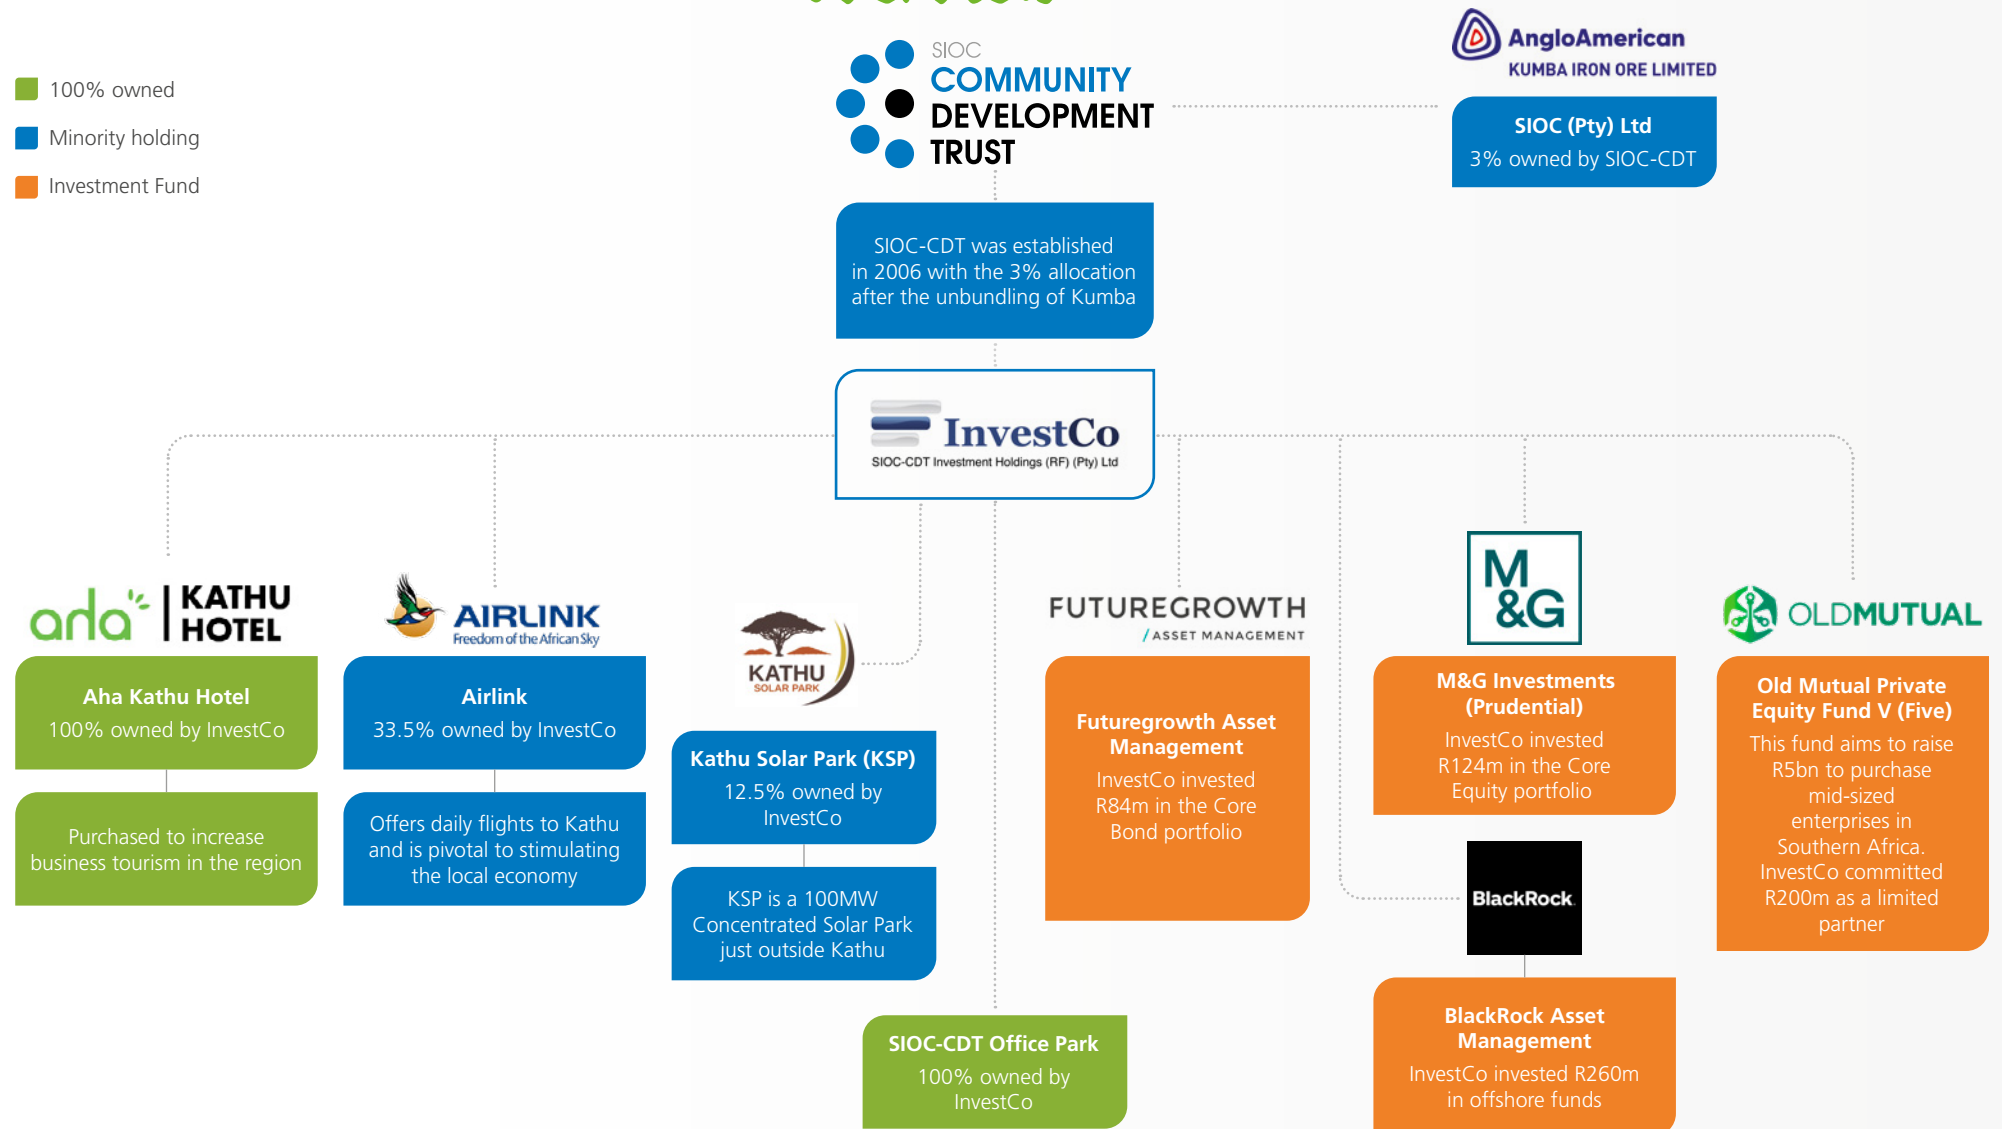 SIOC
COMMUNITY
DEVELOPMENT
TRUST
AngloAmerican
KUMBA IRON ORE LIMITED
SIOC (Pty) Ltd
3% owned by SIOC-CDT
100% owned
Minority holding
Investment Fund
SIOC-CDT was established
in 2006 with the 3% allocation
after the unbundling of Kumba
InvestCo
SIOC-CDT Investment Holdings (RF) (Pty) Ltd
aha
KATHU
HOTEL
Aha Kathu Hotel
100% owned by InvestCo
Purchased to increase
business tourism in the region
AIRLINK
Freedom of the African Sky
Airlink
33.5% owned by InvestCo
Offers daily flights to Kathu
and is pivotal to stimulating
the local economy
KATHU
SOLAR PARK
Kathu Solar Park (KSP)
12.5% owned by
InvestCo
KSP is a 100MW
Concentrated Solar Park
just outside Kathu
SIOC-CDT Office Park
100% owned by
InvestCo
FUTUREGROWTH
/ASSET MANAGEMENT
Futuregrowth Asset
Management
InvestCo invested
R84m in the Core
Bond portfolio
M
&G
M&G Investments
(Prudential)
InvestCo invested
R124m in the Core
Equity portfolio
BlackRock.
BlackRock Asset
Management
InvestCo invested R260m
in offshore funds
OLDMUTUAL
Old Mutual Private
Equity Fund V (Five)
This fund aims to raise
R5bn to purchase
mid-sized
enterprises in
Southern Africa.
InvestCo committed
R200m as a limited
partner